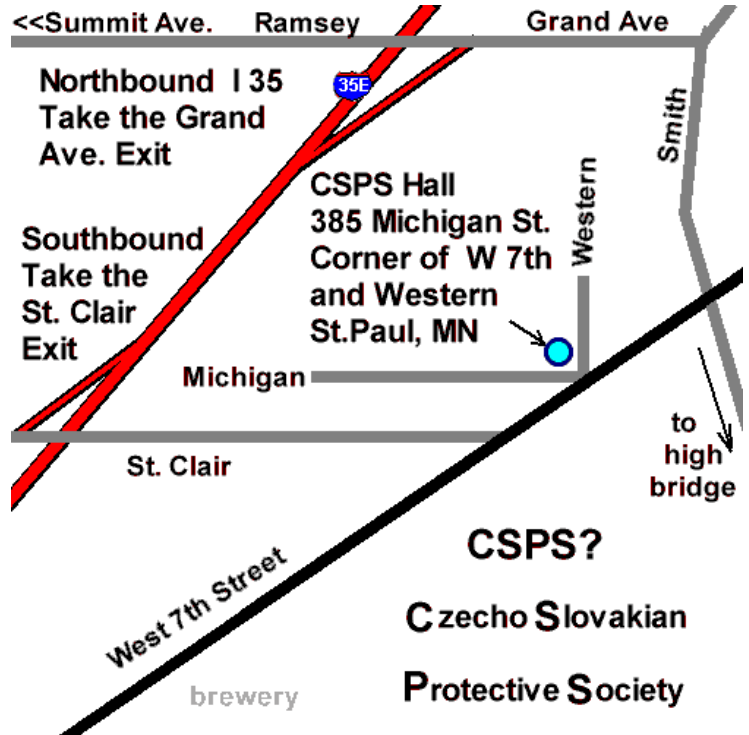 <<Summit Ave. Ramsey Grand Ave
Northbound I 35
Take the Grand
Ave. Exit
35E
Smith
CSPS Hall
385 Michigan St.
Corner of W 7th
and Western
St.Paul, MN
Western
Southbound
Take the
St. Clair
Exit
Michigan
St. Clair
to
high
bridge
West 7th Street
CSPS?
Czecho Slovakian
Protective Society
brewery